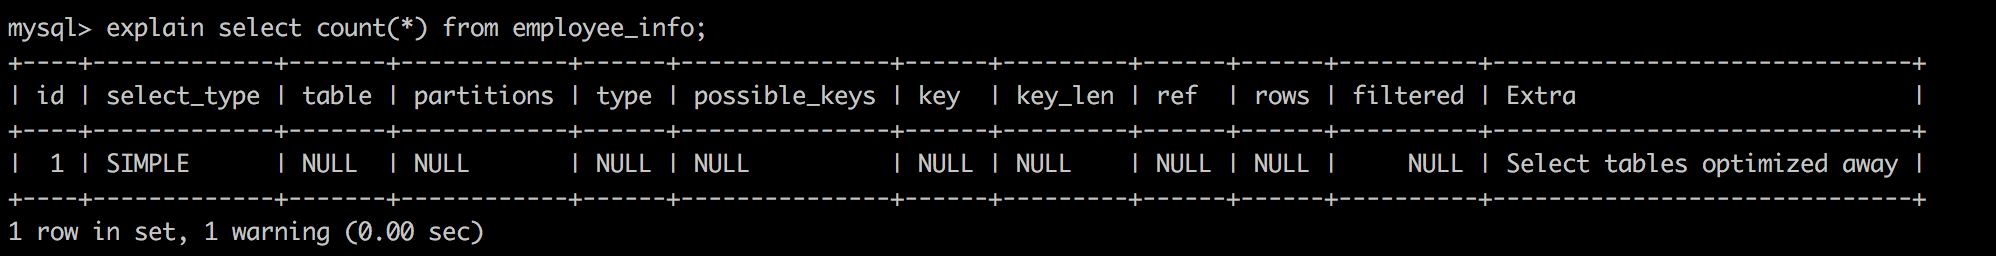 mysql> explain select count(*) from employee_info;
+----+-------------+-------+------------+------+---------------+------+---------+------+------+----------+------------------------------+
| id | select_type | table | partitions | type | possible_keys | key  | key_len | ref  | rows | filtered | Extra                        |
+----+-------------+-------+------------+------+---------------+------+---------+------+------+----------+------------------------------+
|  1 | SIMPLE      | NULL  | NULL       | NULL | NULL          | NULL | NULL    | NULL | NULL |     NULL | Select tables optimized away |
+----+-------------+-------+------------+------+---------------+------+---------+------+------+----------+------------------------------+
1 row in set, 1 warning (0.00 sec)